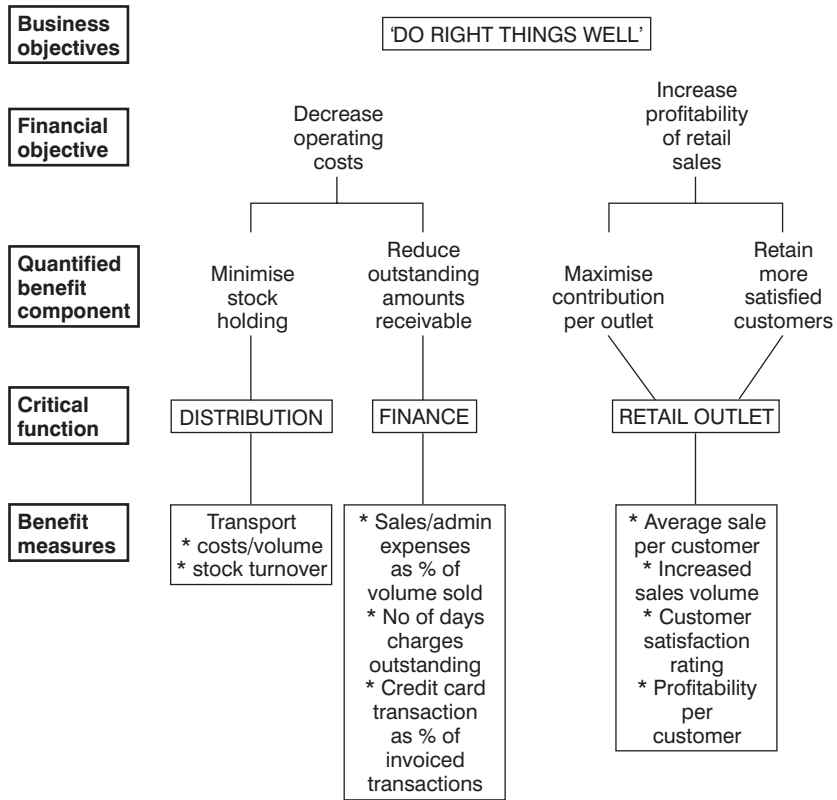 Business
objectives
'DO RIGHT THINGS WELL'
Financial
objective
Decrease
operating
costs
Increase
profitability
of retail
sales
Quantified
benefit
component
Minimise
stock
holding
Reduce
outstanding
amounts
receivable
Maximise
contribution
per outlet
Retain
more
satisfied
customers
Critical
function
DISTRIBUTION
FINANCE
RETAIL OUTLET
Benefit
measures
Transport
* costs/volume
* stock turnover
* Sales/admin
expenses
as % of
volume sold
* No of days
charges
outstanding
* Credit card
transaction
as % of
invoiced
transactions
* Average sale
per customer
* Increased
sales volume
* Customer
satisfaction
rating
* Profitability
per
customer